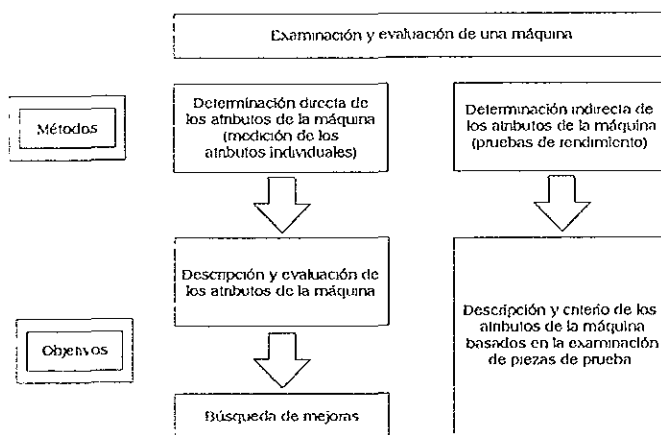 Examinación y evaluación de una máquina
Métodos
Determinación directa de
los atributos de la máquina
(medición de los
atributos individuales)
Determinación indirecta de
los atributos de la máquina
(pruebas de rendimiento)
Descripción y evaluación de
los atributos de la máquina
Objetivos
Descripción y criterio de los
atributos de la máquina
basados en la examinación
de piezas de prueba
Búsqueda de mejoras